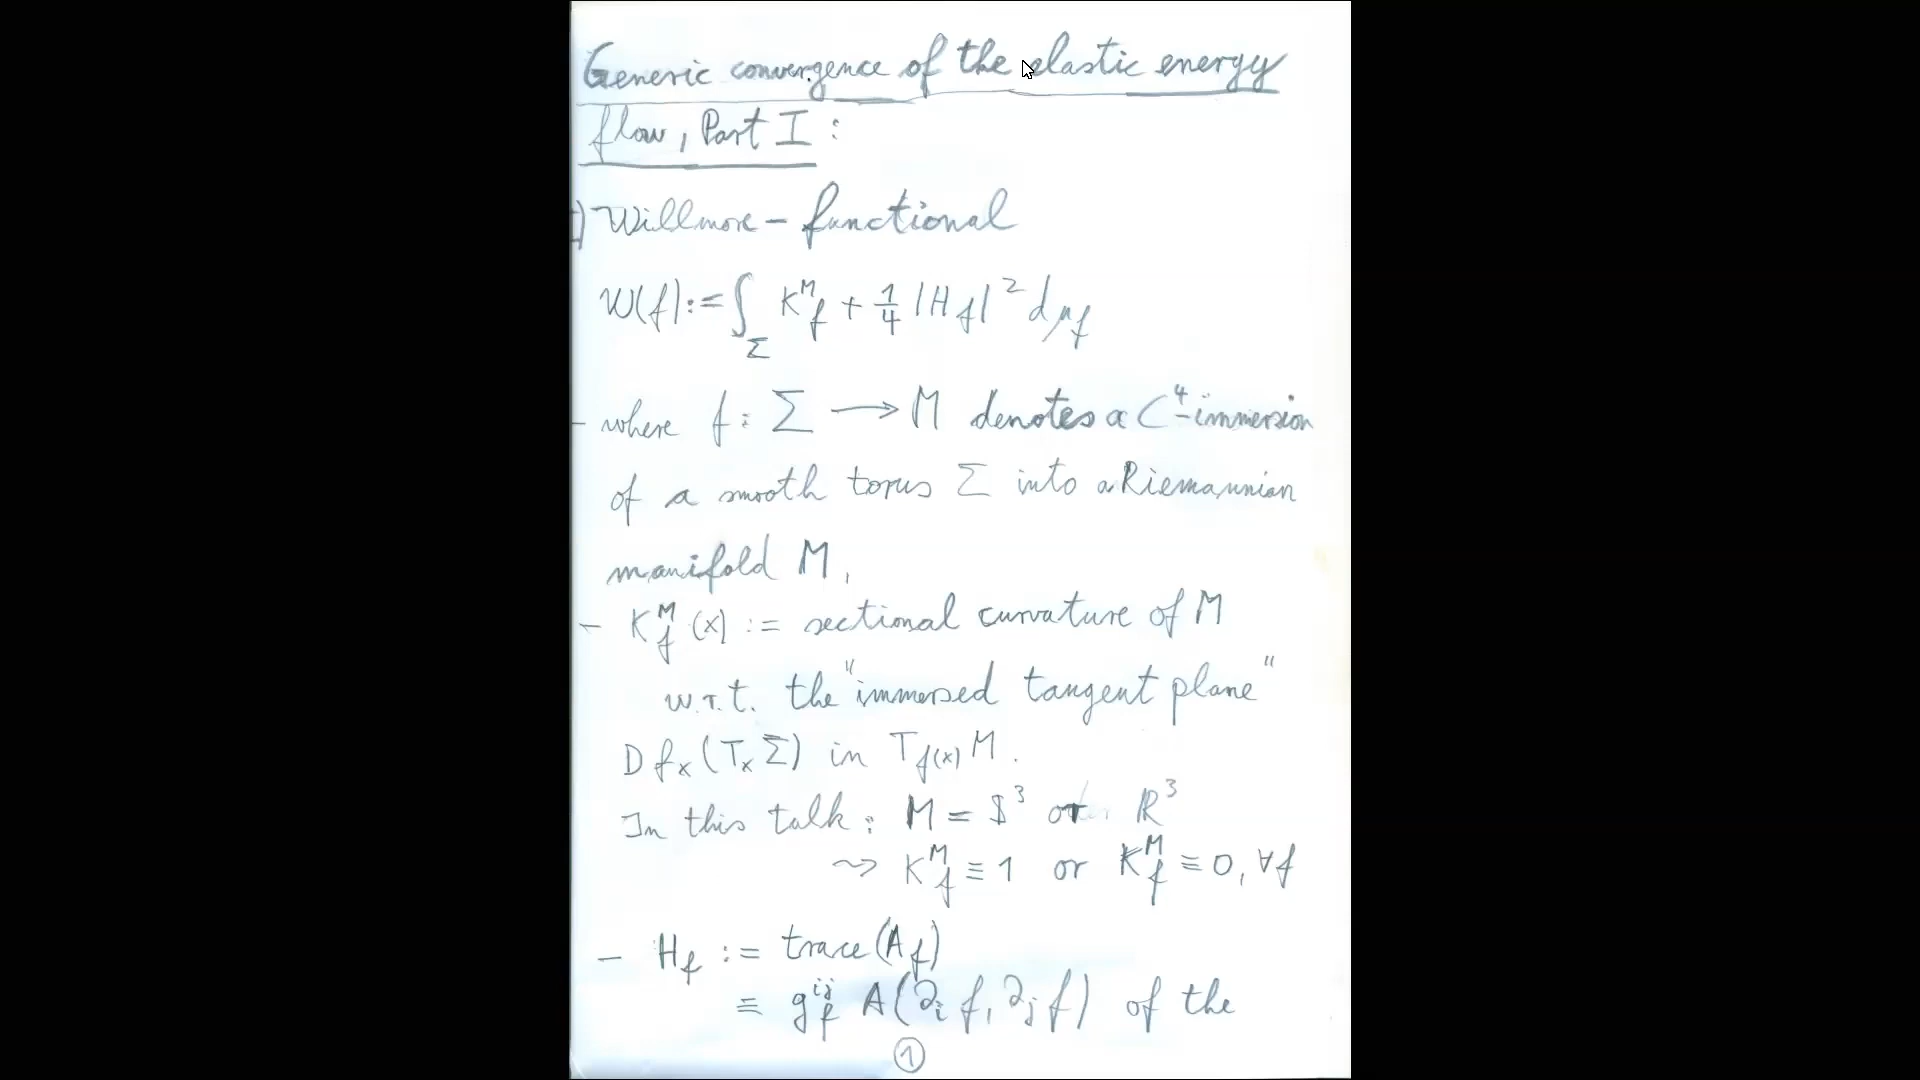 Generic convergence of the elastic energy
flow, Part I :
) Willmore-functional
W(f) := ∫_Σ K^M_f + 1/4 |H_f|^2 dμ_f
- where f : Σ ⟶ M denotes a C^4-immersion
of a smooth torus Σ into a Riemannian
manifold M,
- K^M_f (x) := sectional curvature of M
w.r.t. the "immersed tangent plane"
D f_x (T_x Σ) in T_f(x) M .
In this talk : M = 𝕊^3 or ℝ^3
⇝ K^M_f ≡ 1 or K^M_f ≡ 0, ∀f
- H_f := trace (A_f)
≡ g^ij_f A(∂_i f, ∂_j f) of the
①